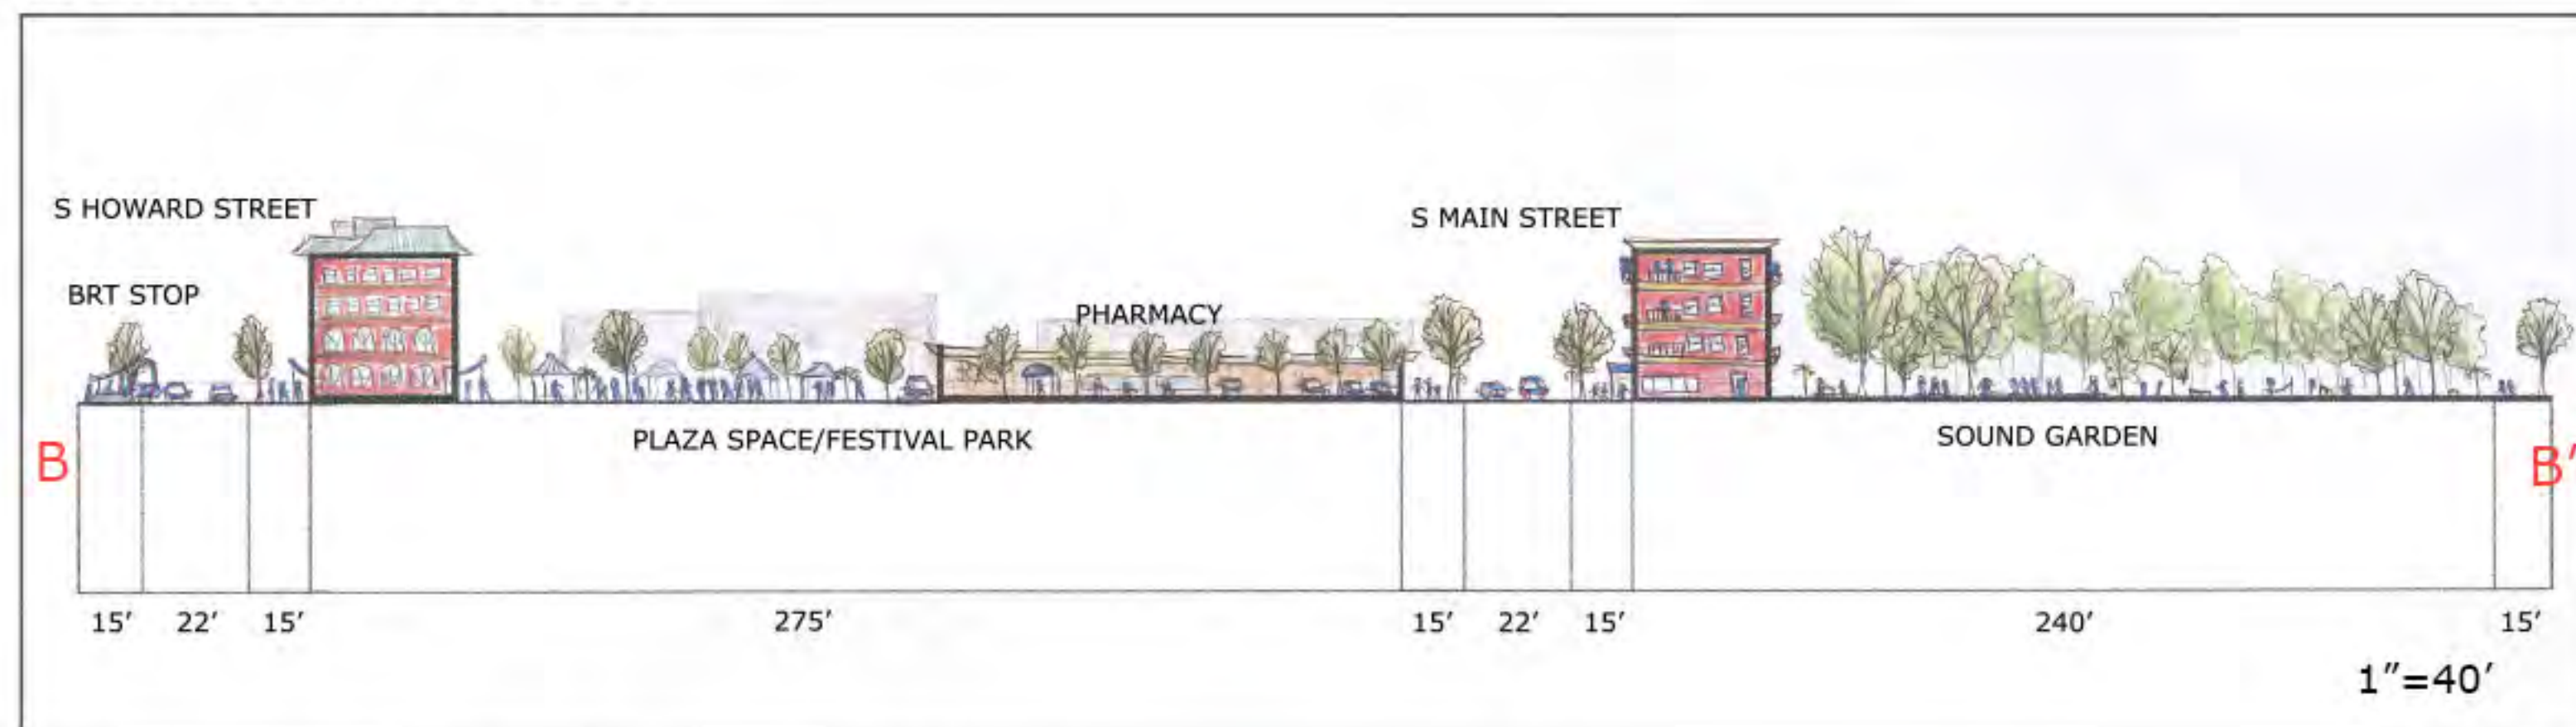 S HOWARD STREET
S MAIN STREET
BRT STOP
PHARMACY
PLAZA SPACE/FESTIVAL PARK
SOUND GARDEN
B
B'
15' 22' 15' 275' 15' 22' 15' 240' 15'
1"=40'